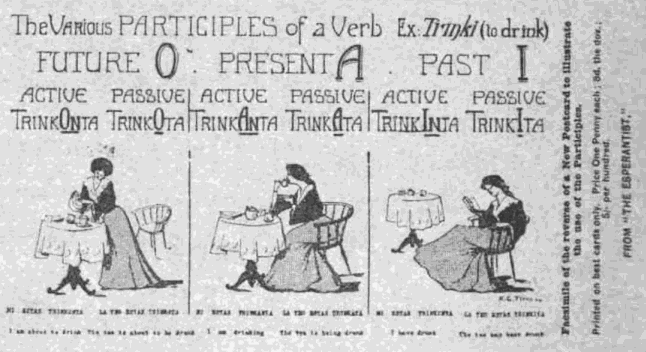 The Various PARTICIPLES of a Verb Ex: Trinki (to drink)
FUTURE O. PRESENT A. PAST I
ACTIVE PASSIVE ACTIVE PASSIVE ACTIVE PASSIVE
TRINKONTA TRINKOTA TRINKANTA TRINKATA TRINKINTA TRINKITA
MI ESTAS TRINKONTA LA TEO ESTAS TRINKOTA MI ESTAS TRINKANTA LA TEO ESTAS TRINKATA MI ESTAS TRINKINTA LA TEO ESTAS TRINKITA
I am about to drink The tea is about to be drunk I am drinking The tea is being drunk I have drunk The tea has been drunk
Facsimile of the reverse of a New Postcard to illustrate
the use of the Participles.
Printed on best cards only. Price One Penny each; 8d. the doz.;
5/- per hundred.
FROM "THE ESPERANTIST."